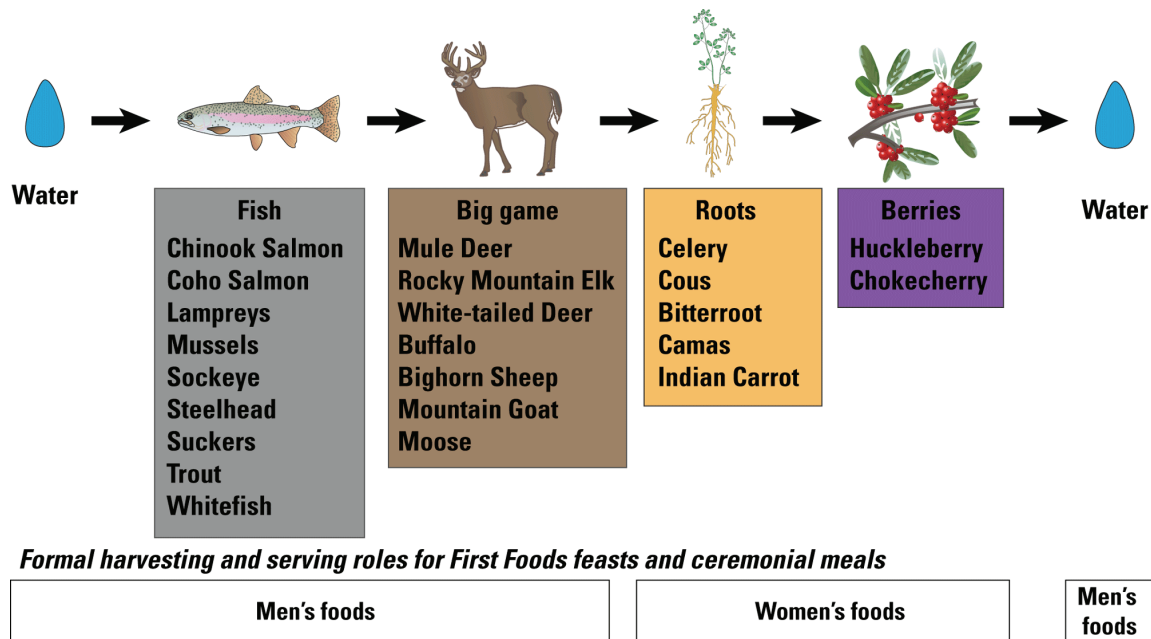 Water
Fish
Chinook Salmon
Coho Salmon
Lampreys
Mussels
Sockeye
Steelhead
Suckers
Trout
Whitefish
Big game
Mule Deer
Rocky Mountain Elk
White-tailed Deer
Buffalo
Bighorn Sheep
Mountain Goat
Moose
Roots
Celery
Cous
Bitterroot
Camas
Indian Carrot
Berries
Huckleberry
Chokecherry
Water
Formal harvesting and serving roles for First Foods feasts and ceremonial meals
Men's foods
Women's foods
Men's
foods